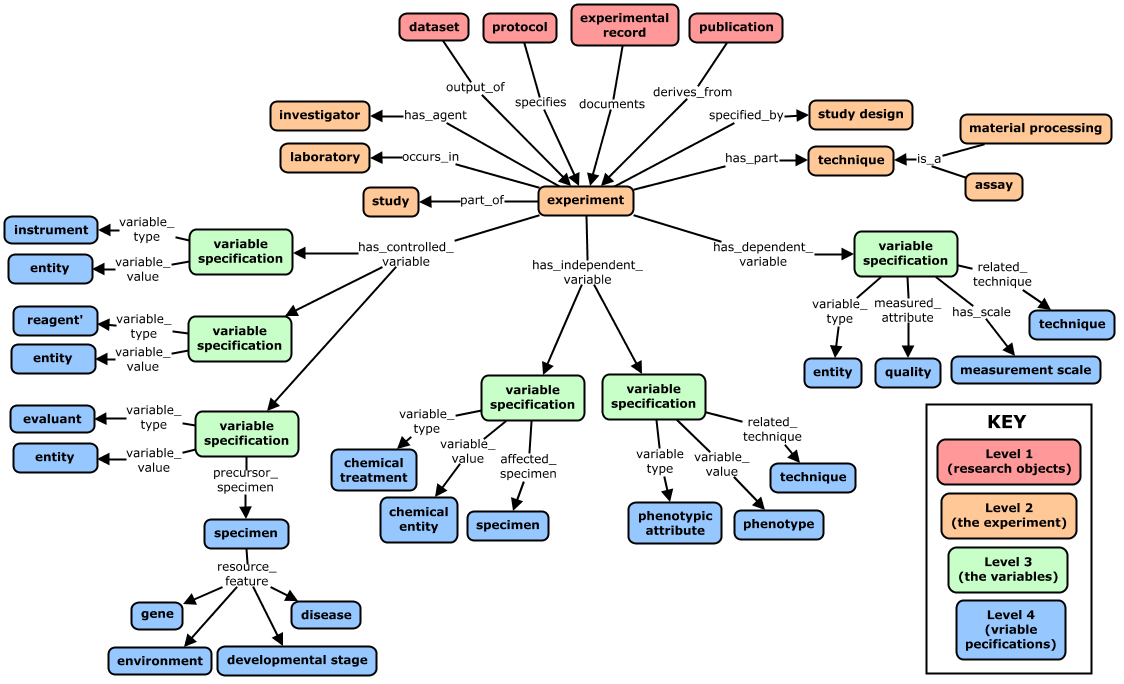 dataset
protocol
experimental
record
publication
output_of
specifies
documents
derives_from
investigator
has_agent
specified_by
study design
material processing
laboratory
occurs_in
has_part
technique
is_a
assay
study
part_of
experiment
instrument
variable_
type
variable
specification
entity
variable_
value
has_controlled_
variable
has_independent_
variable
has_dependent_
variable
variable
specification
related_
technique
reagent'
variable_
type
variable
specification
entity
variable_
value
variable_
type
measured_
attribute
has_scale
technique
entity
quality
measurement scale
evaluant
variable_
type
variable
specification
entity
variable_
value
precursor_
specimen
variable
specification
variable
specification
variable_
type
variable_
value
affected_
specimen
variable
type
variable_
value
related_
technique
chemical
treatment
chemical
entity
specimen
phenotypic
attribute
phenotype
technique
specimen
resource_
feature
gene
disease
environment
developmental stage
KEY
Level 1
(research objects)
Level 2
(the experiment)
Level 3
(the variables)
Level 4
(vriable
pecifications)